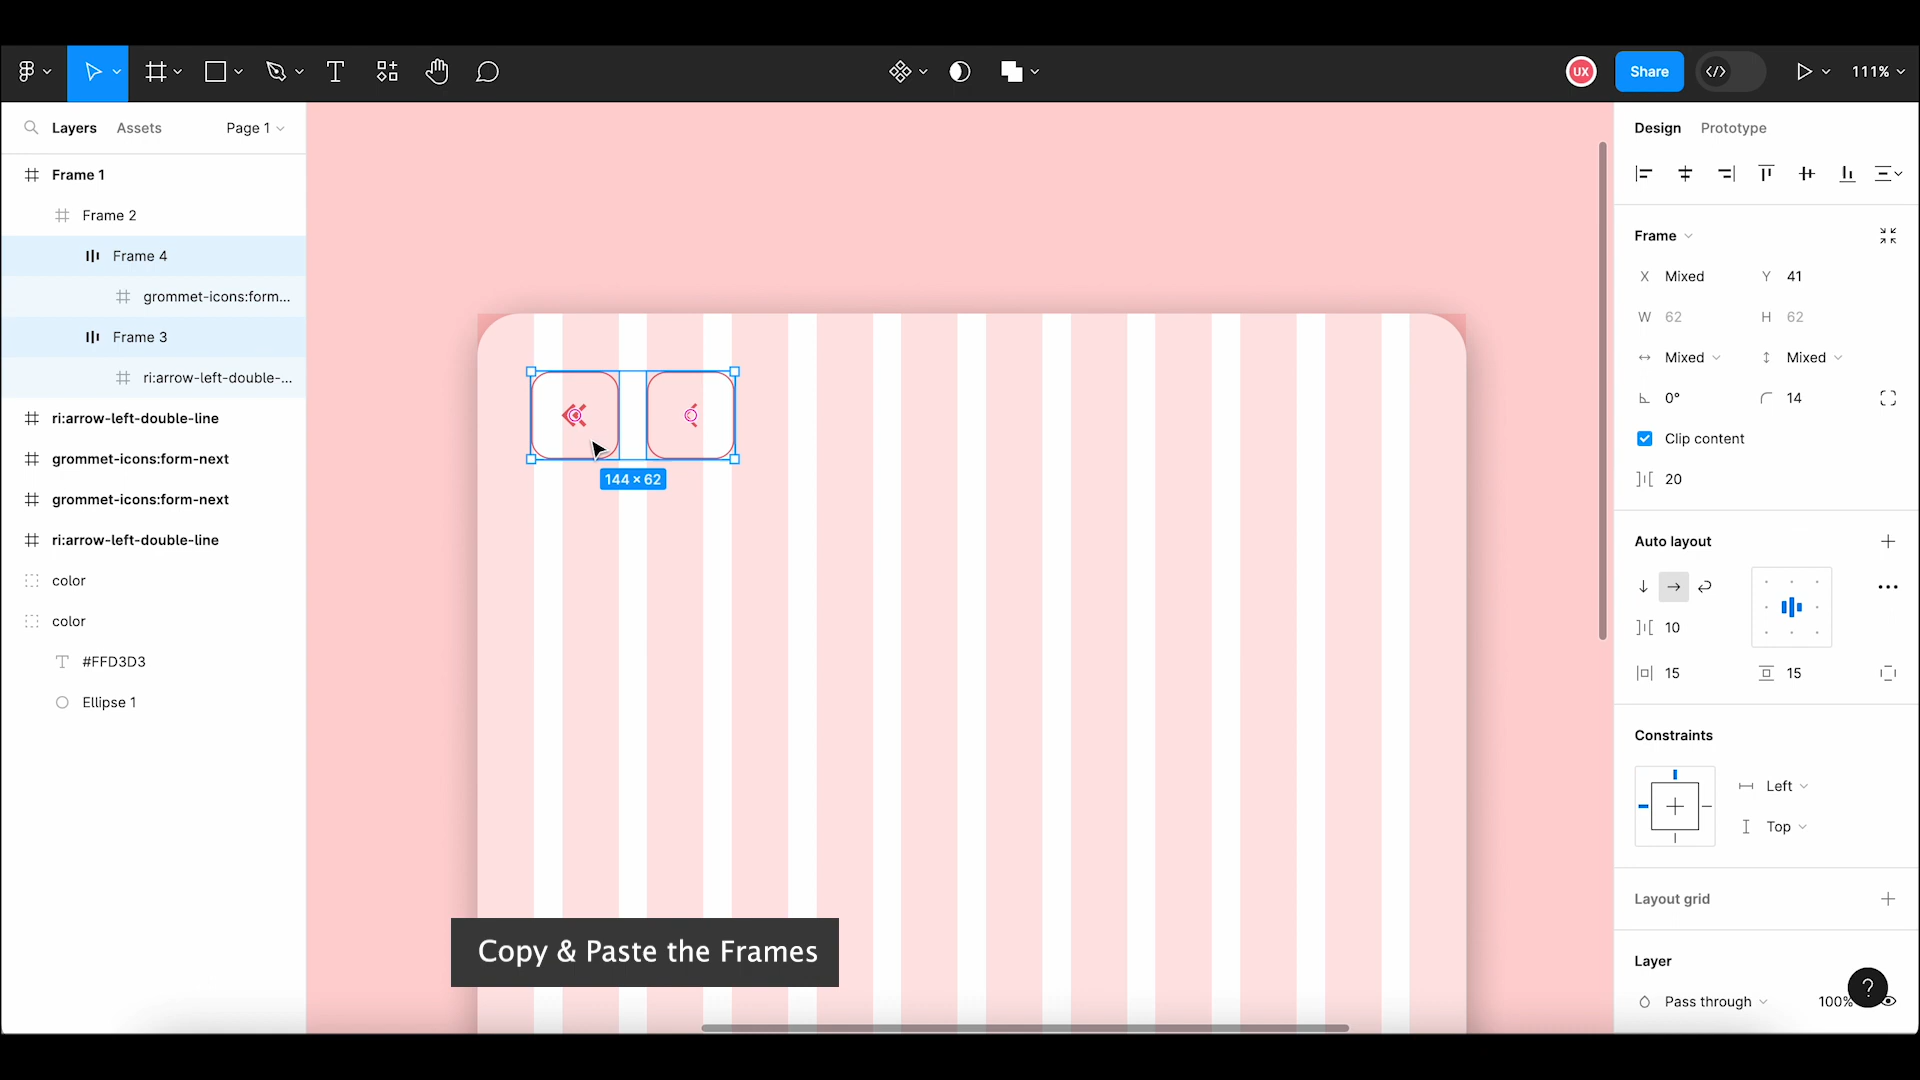 UX
Share
111%
Layers
Assets
Page 1
Design
Prototype
Frame 1
Frame 2
Frame 4
grommet-icons:form...
Frame 3
ri:arrow-left-double-...
ri:arrow-left-double-line
grommet-icons:form-next
grommet-icons:form-next
ri:arrow-left-double-line
color
color
#FFD3D3
Ellipse 1
144 × 62
Copy & Paste the Frames
Frame
X Mixed Y 41
W 62 H 62
Mixed Mixed
0° 14
Clip content
20
Auto layout
10
15 15
Constraints
Left
Top
Layout grid
Layer
Pass through 100%
?